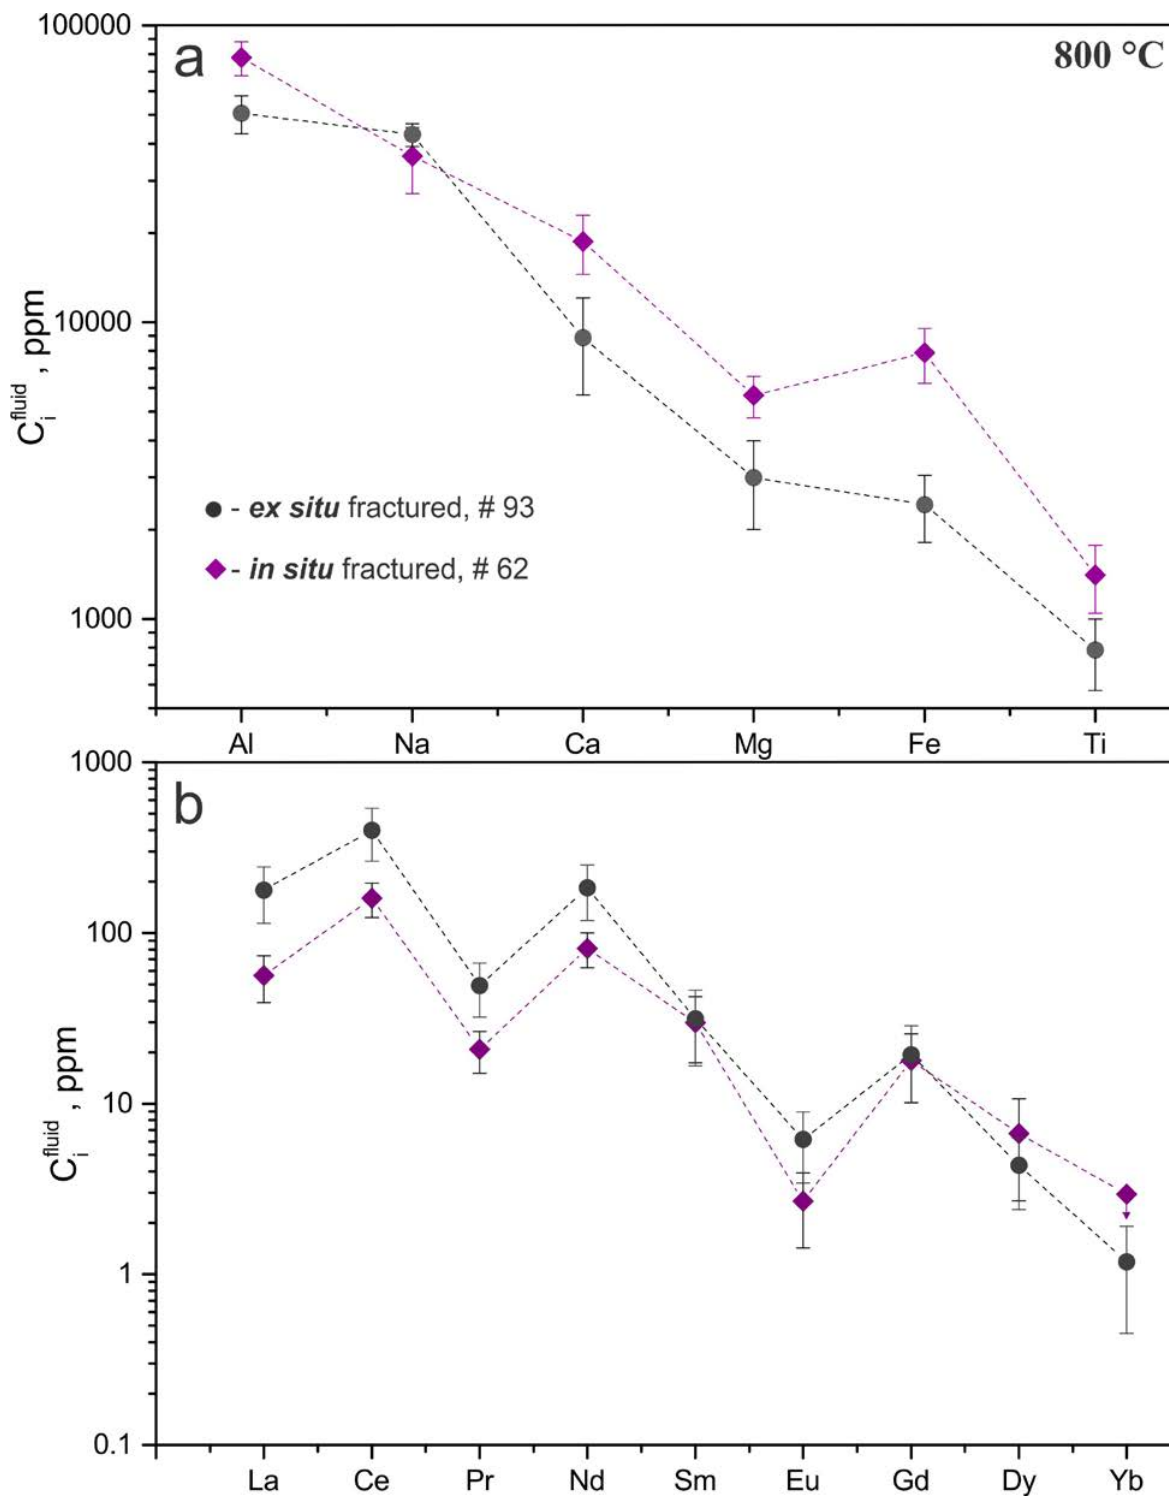 100000
a
800 °C
10000
C_i^fluid , ppm
- ex situ fractured, # 93
- in situ fractured, # 62
1000
Al Na Ca Mg Fe Ti
1000
b
100
C_i^fluid , ppm
10
1
0.1
La Ce Pr Nd Sm Eu Gd Dy Yb